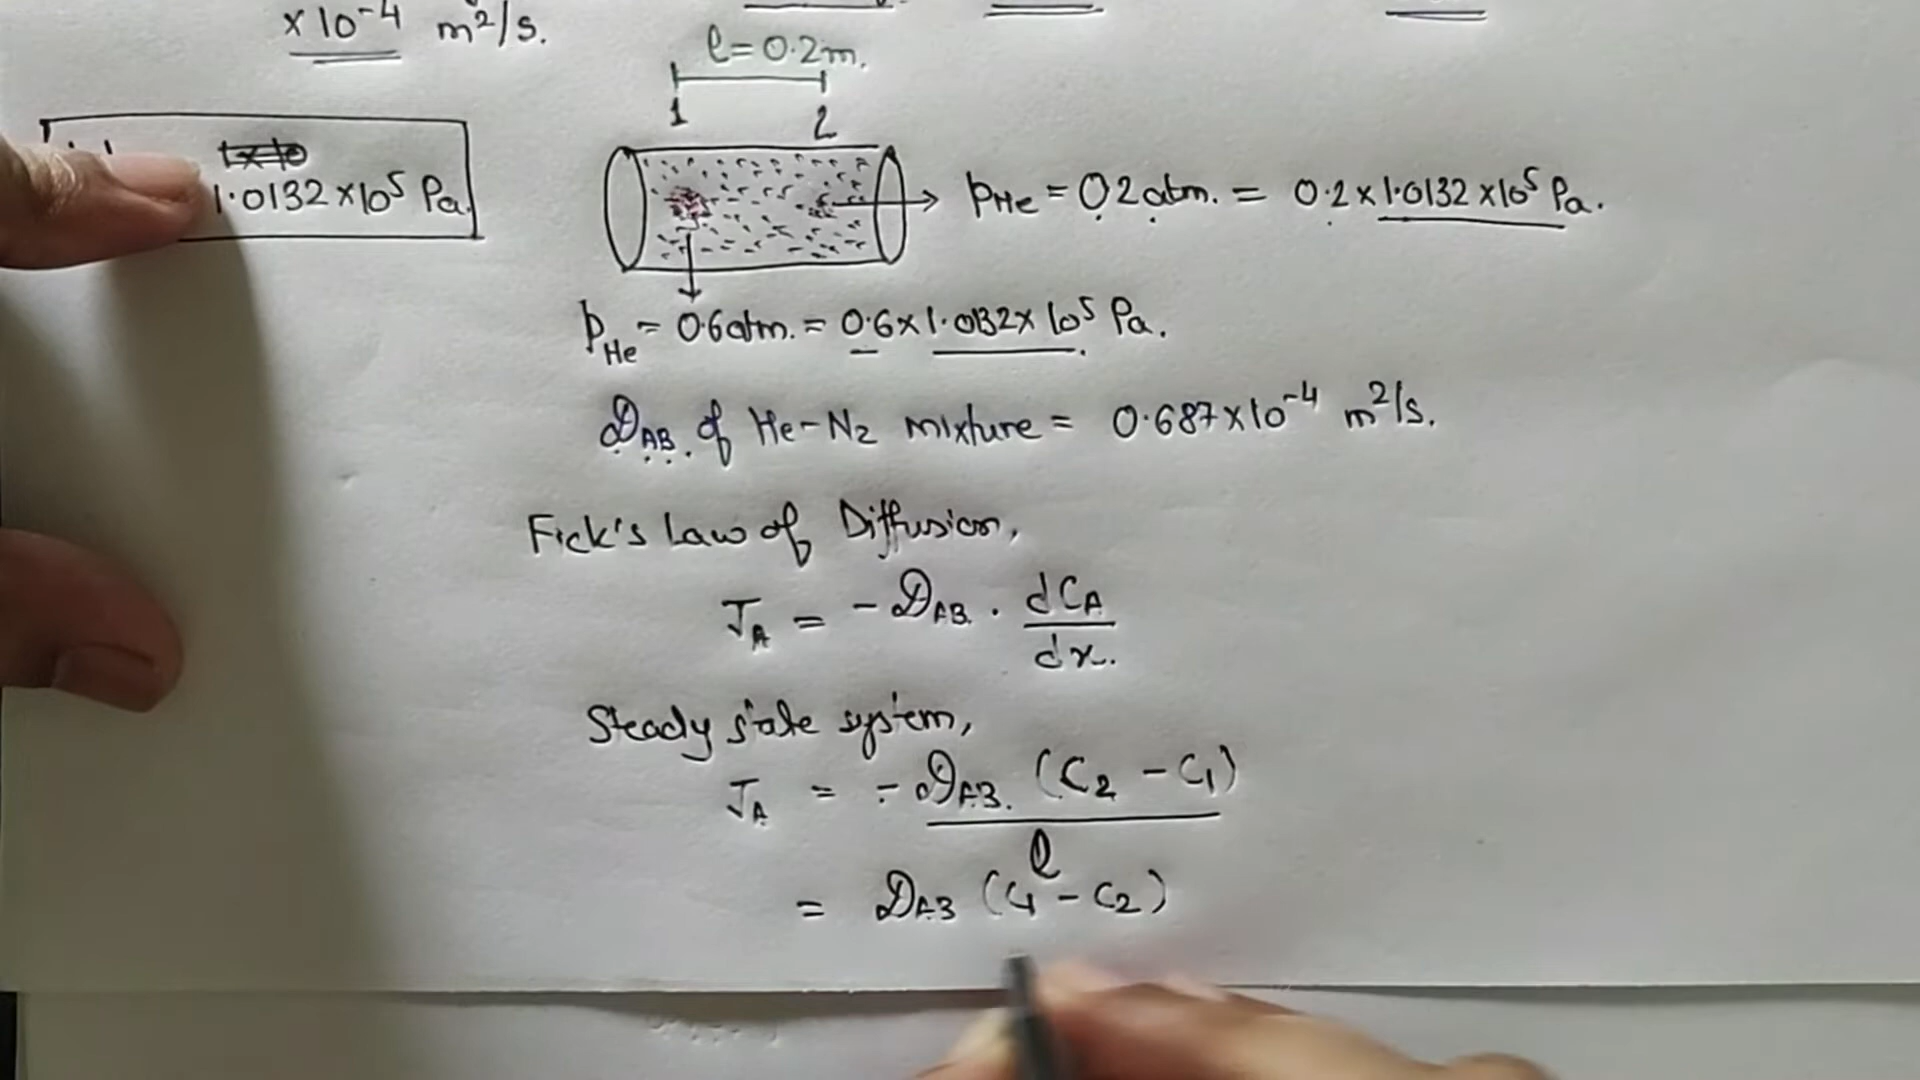 ×10⁻⁴ m²/s.
l=0.2m.
1 2
1.0132×10⁵ Pa.
pHe = 0.2 atm. = 0.2×1.0132×10⁵ Pa.
pHe = 0.6 atm. = 0.6×1.0132×10⁵ Pa.
DAB. of He-N₂ mixture = 0.687×10⁻⁴ m²/s.
Fick's Law of Diffusion,
JA = -DAB. dCA
dx.
Steady state system,
JA = -DAB. (C₂ - C₁)
l
= DAB (C₁ - C₂)